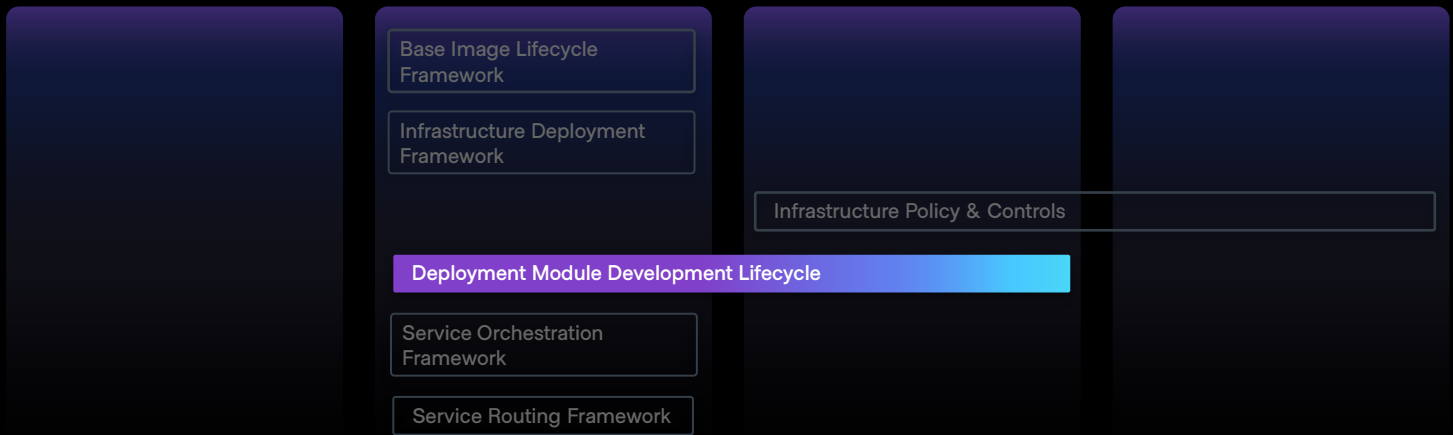 Base Image Lifecycle
Framework
Infrastructure Deployment
Framework
Infrastructure Policy & Controls
Deployment Module Development Lifecycle
Service Orchestration
Framework
Service Routing Framework